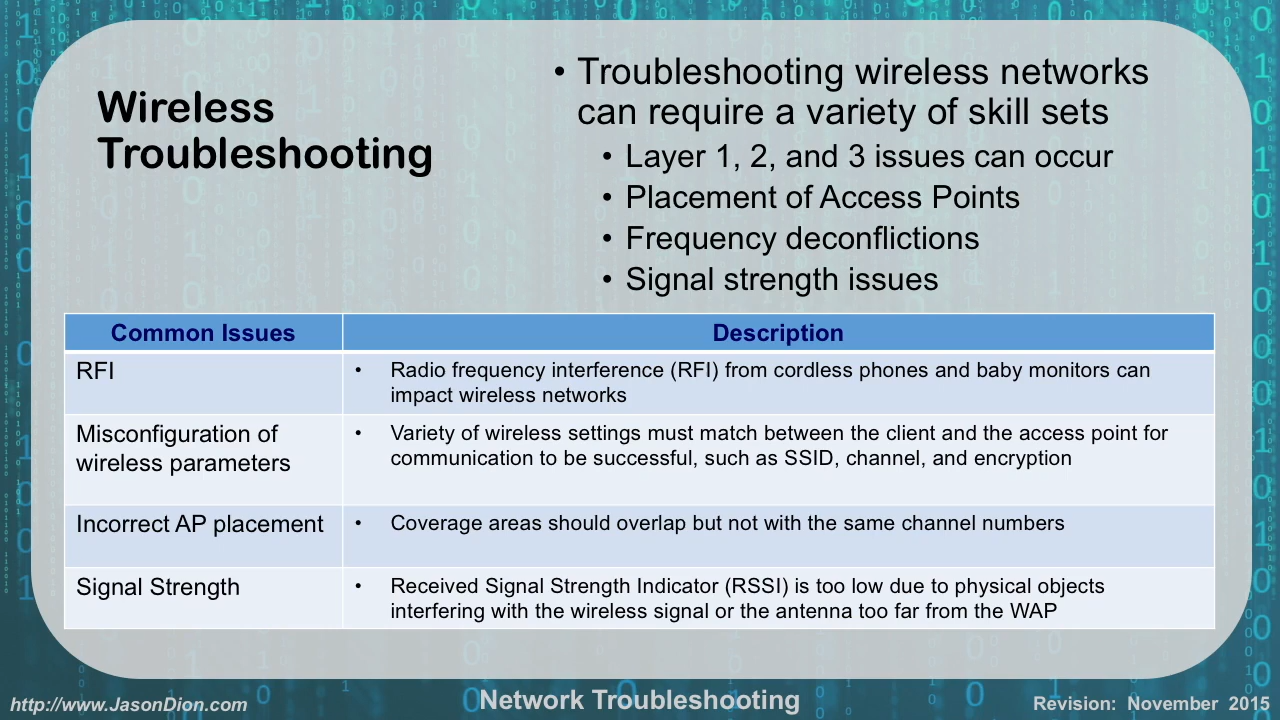 Wireless
Troubleshooting
• Troubleshooting wireless networks
can require a variety of skill sets
• Layer 1, 2, and 3 issues can occur
• Placement of Access Points
• Frequency deconflictions
• Signal strength issues
Common Issues
Description
RFI
• Radio frequency interference (RFI) from cordless phones and baby monitors can
impact wireless networks
Misconfiguration of
wireless parameters
• Variety of wireless settings must match between the client and the access point for
communication to be successful, such as SSID, channel, and encryption
Incorrect AP placement
• Coverage areas should overlap but not with the same channel numbers
Signal Strength
• Received Signal Strength Indicator (RSSI) is too low due to physical objects
interfering with the wireless signal or the antenna too far from the WAP
http://www.JasonDion.com
Network Troubleshooting
Revision: November 2015